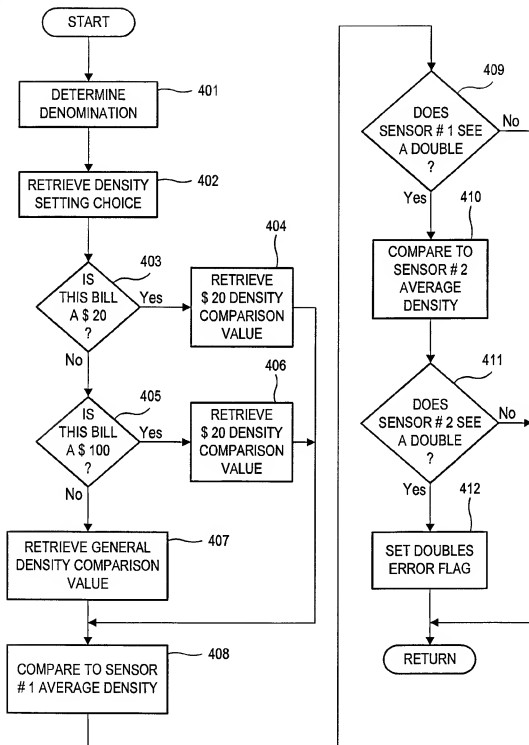 START
401
DETERMINE
DENOMINATION
402
RETRIEVE DENSITY
SETTING CHOICE
403
IS
THIS BILL
A $ 20
?
Yes
No
404
RETRIEVE
$ 20 DENSITY
COMPARISON
VALUE
405
IS
THIS BILL
A $ 100
?
Yes
No
406
RETRIEVE
$ 20 DENSITY
COMPARISON
VALUE
407
RETRIEVE GENERAL
DENSITY COMPARISON
VALUE
408
COMPARE TO SENSOR
# 1 AVERAGE DENSITY
409
DOES
SENSOR # 1 SEE
A DOUBLE
?
No
Yes
410
COMPARE TO
SENSOR # 2
AVERAGE
DENSITY
411
DOES
SENSOR # 2 SEE
A DOUBLE
?
No
Yes
412
SET DOUBLES
ERROR FLAG
RETURN